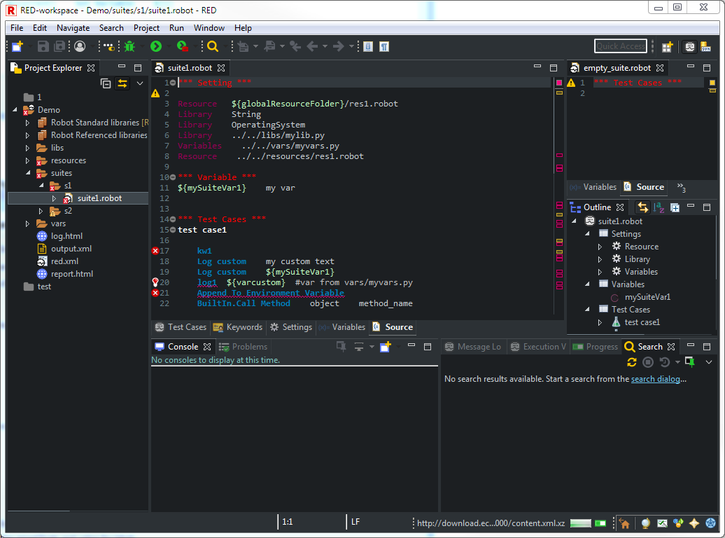 RED-workspace - Demo/suites/s1/suite1.robot - RED
File Edit Navigate Search Project Run Window Help
Quick Access
Project Explorer
1
Demo
Robot Standard libraries [R
Robot Referenced libraries
libs
resources
suites
s1
suite1.robot
s2
vars
log.html
output.xml
red.xml
report.html
test
suite1.robot
1 *** Setting ***
2
3 Resource ${globalResourceFolder}/res1.robot
4 Library String
5 Library OperatingSystem
6 Library ../../libs/mylib.py
7 Variables ../../vars/myvars.py
8 Resource ../../resources/res1.robot
9
10 *** Variable ***
11 ${mySuiteVar1} my var
12
13
14 *** Test Cases ***
15 test case1
16
17 kw1
18 Log custom my custom text
19 Log custom ${mySuiteVar1}
20 log1 ${varcustom} #var from vars/myvars.py
21 Append To Environment Variable
22 BuiltIn.Call Method object method_name
Test Cases Keywords Settings Variables Source
empty_suite.robot
1 *** Test Cases ***
2
Variables Source »3
Outline
suite1.robot
Settings
Resource
Library
Variables
Variables
mySuiteVar1
Test Cases
test case1
Console Problems
No consoles to display at this time.
Message Lo Execution V Progress Search
No search results available. Start a search from the search dialog...
1:1 LF http://download.ec...000/content.xml.xz